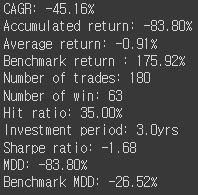 CAGR: -45.16%
Accumulated return: -83.80%
Average return: -0.91%
Benchmark return : 175.92%
Number of trades: 180
Number of win: 63
Hit ratio: 35.00%
Investment period: 3.0yrs
Sharpe ratio: -1.68
MDD: -83.80%
Benchmark MDD: -26.52%